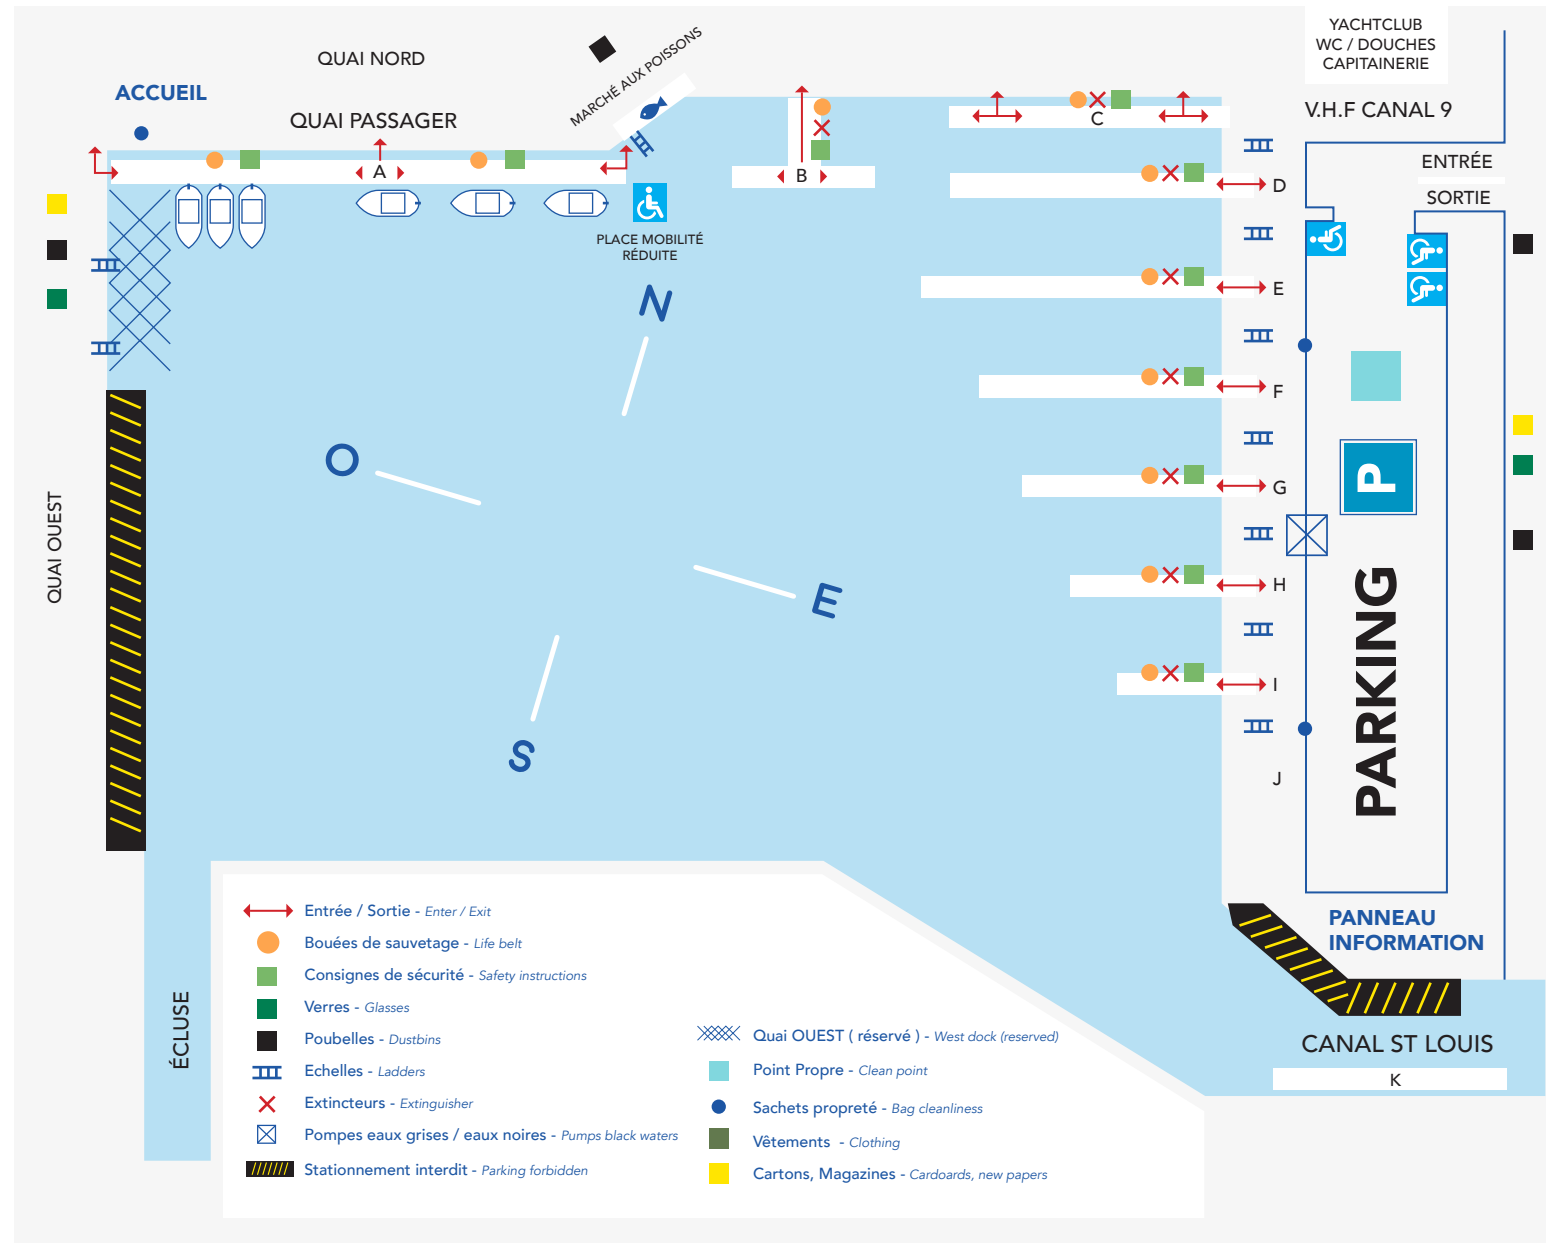 YACHTCLUB
WC / DOUCHES
CAPITAINERIE
QUAI NORD
MARCHÉ AUX POISSONS
ACCUEIL
V.H.F CANAL 9
QUAI PASSAGER
C
ENTRÉE
A
B
D
SORTIE
PLACE MOBILITÉ
RÉDUITE
N
E
F
O
G
P
QUAI OUEST
H
E
PARKING
I
S
J
PANNEAU
INFORMATION
ÉCLUSE
CANAL ST LOUIS
K
Entrée / Sortie - Enter / Exit
Bouées de sauvetage - Life belt
Consignes de sécurité - Safety instructions
Verres - Glasses
Poubelles - Dustbins
Echelles - Ladders
Extincteurs - Extinguisher
Pompes eaux grises / eaux noires - Pumps black waters
Stationnement interdit - Parking forbidden
Quai OUEST ( réservé ) - West dock (reserved)
Point Propre - Clean point
Sachets propreté - Bag cleanliness
Vêtements - Clothing
Cartons, Magazines - Cardoards, new papers